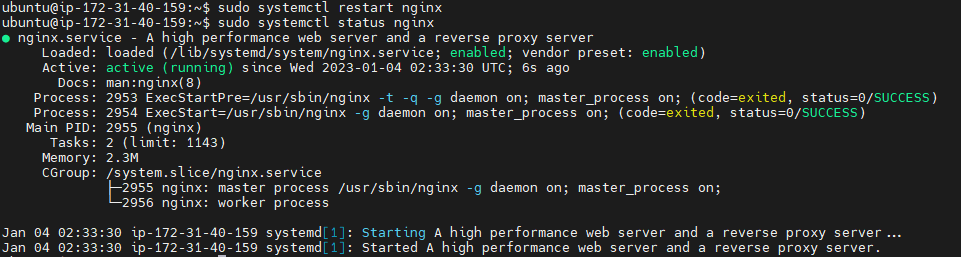 ubuntu@ip-172-31-40-159:~$ sudo systemctl restart nginx
ubuntu@ip-172-31-40-159:~$ sudo systemctl status nginx
● nginx.service - A high performance web server and a reverse proxy server
     Loaded: loaded (/lib/systemd/system/nginx.service; enabled; vendor preset: enabled)
     Active: active (running) since Wed 2023-01-04 02:33:30 UTC; 6s ago
       Docs: man:nginx(8)
    Process: 2953 ExecStartPre=/usr/sbin/nginx -t -q -g daemon on; master_process on; (code=exited, status=0/SUCCESS)
    Process: 2954 ExecStart=/usr/sbin/nginx -g daemon on; master_process on; (code=exited, status=0/SUCCESS)
   Main PID: 2955 (nginx)
      Tasks: 2 (limit: 1143)
     Memory: 2.3M
     CGroup: /system.slice/nginx.service
             ├─2955 nginx: master process /usr/sbin/nginx -g daemon on; master_process on;
             └─2956 nginx: worker process
Jan 04 02:33:30 ip-172-31-40-159 systemd[1]: Starting A high performance web server and a reverse proxy server...
Jan 04 02:33:30 ip-172-31-40-159 systemd[1]: Started A high performance web server and a reverse proxy server.